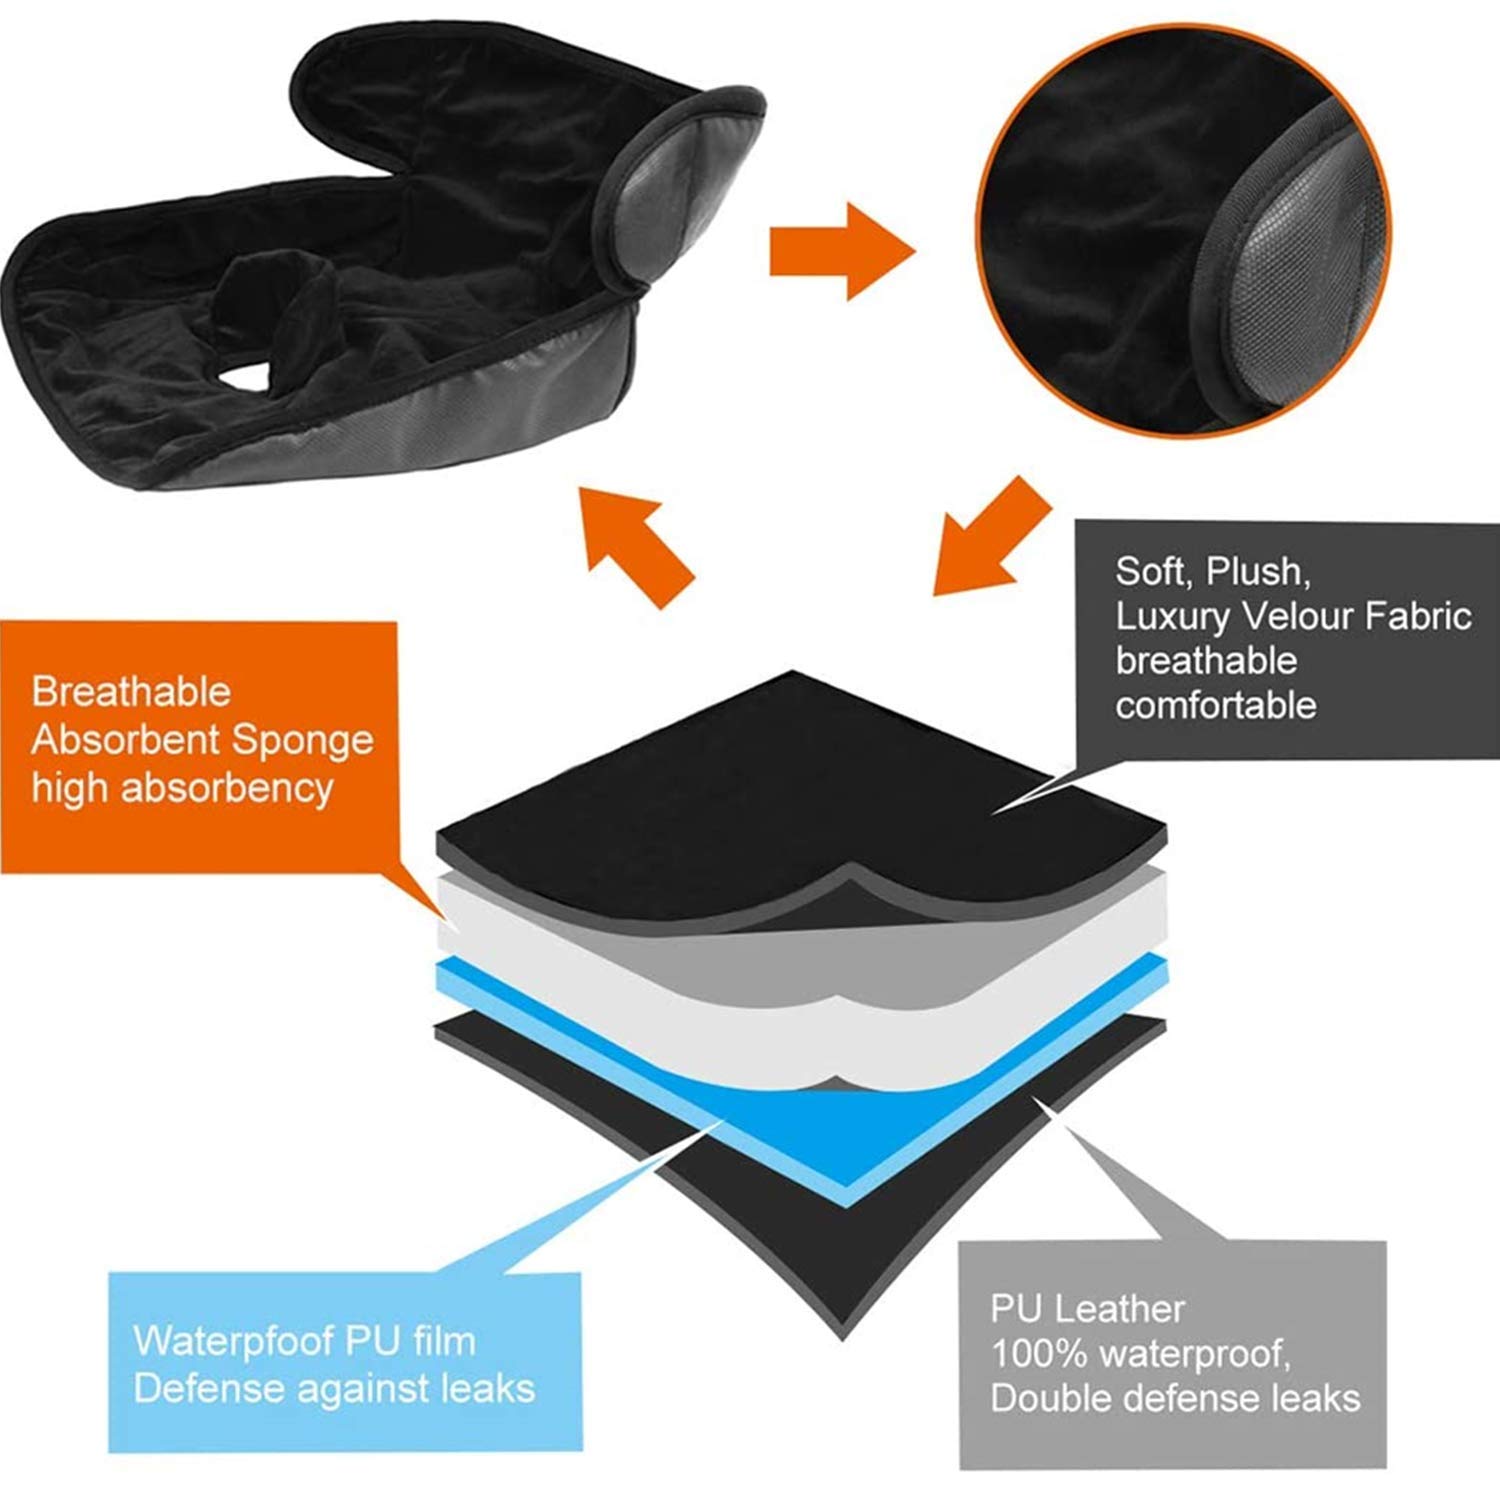 Soft, Plush,
Luxury Velour Fabric
breathable
comfortable
Breathable
Absorbent Sponge
high absorbency
Waterpfoof PU film
Defense against leaks
PU Leather
100% waterproof,
Double defense leaks